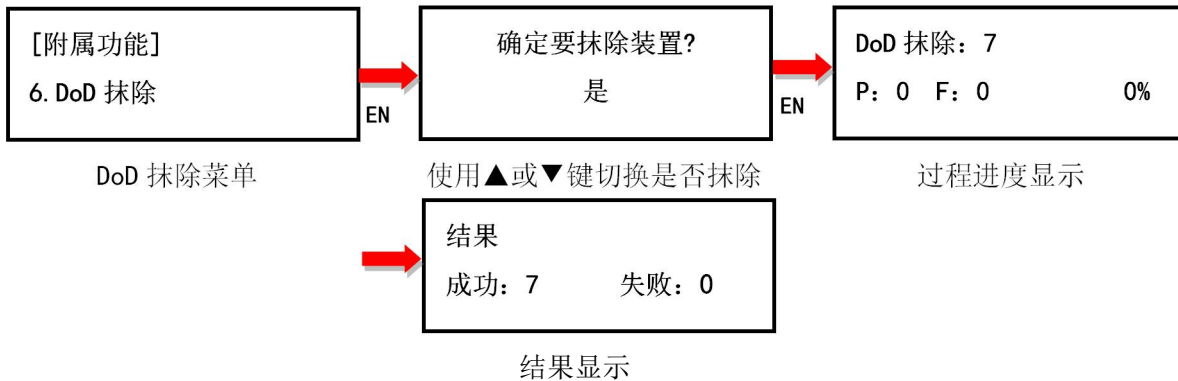 [附属功能]
6.DoD 抹除
EN
确定要抹除装置?
是
EN
DoD 抹除：7
P：0 F：0 0%
DoD 抹除菜单
使用▲或▼键切换是否抹除
过程进度显示
结果
成功：7 失败：0
结果显示